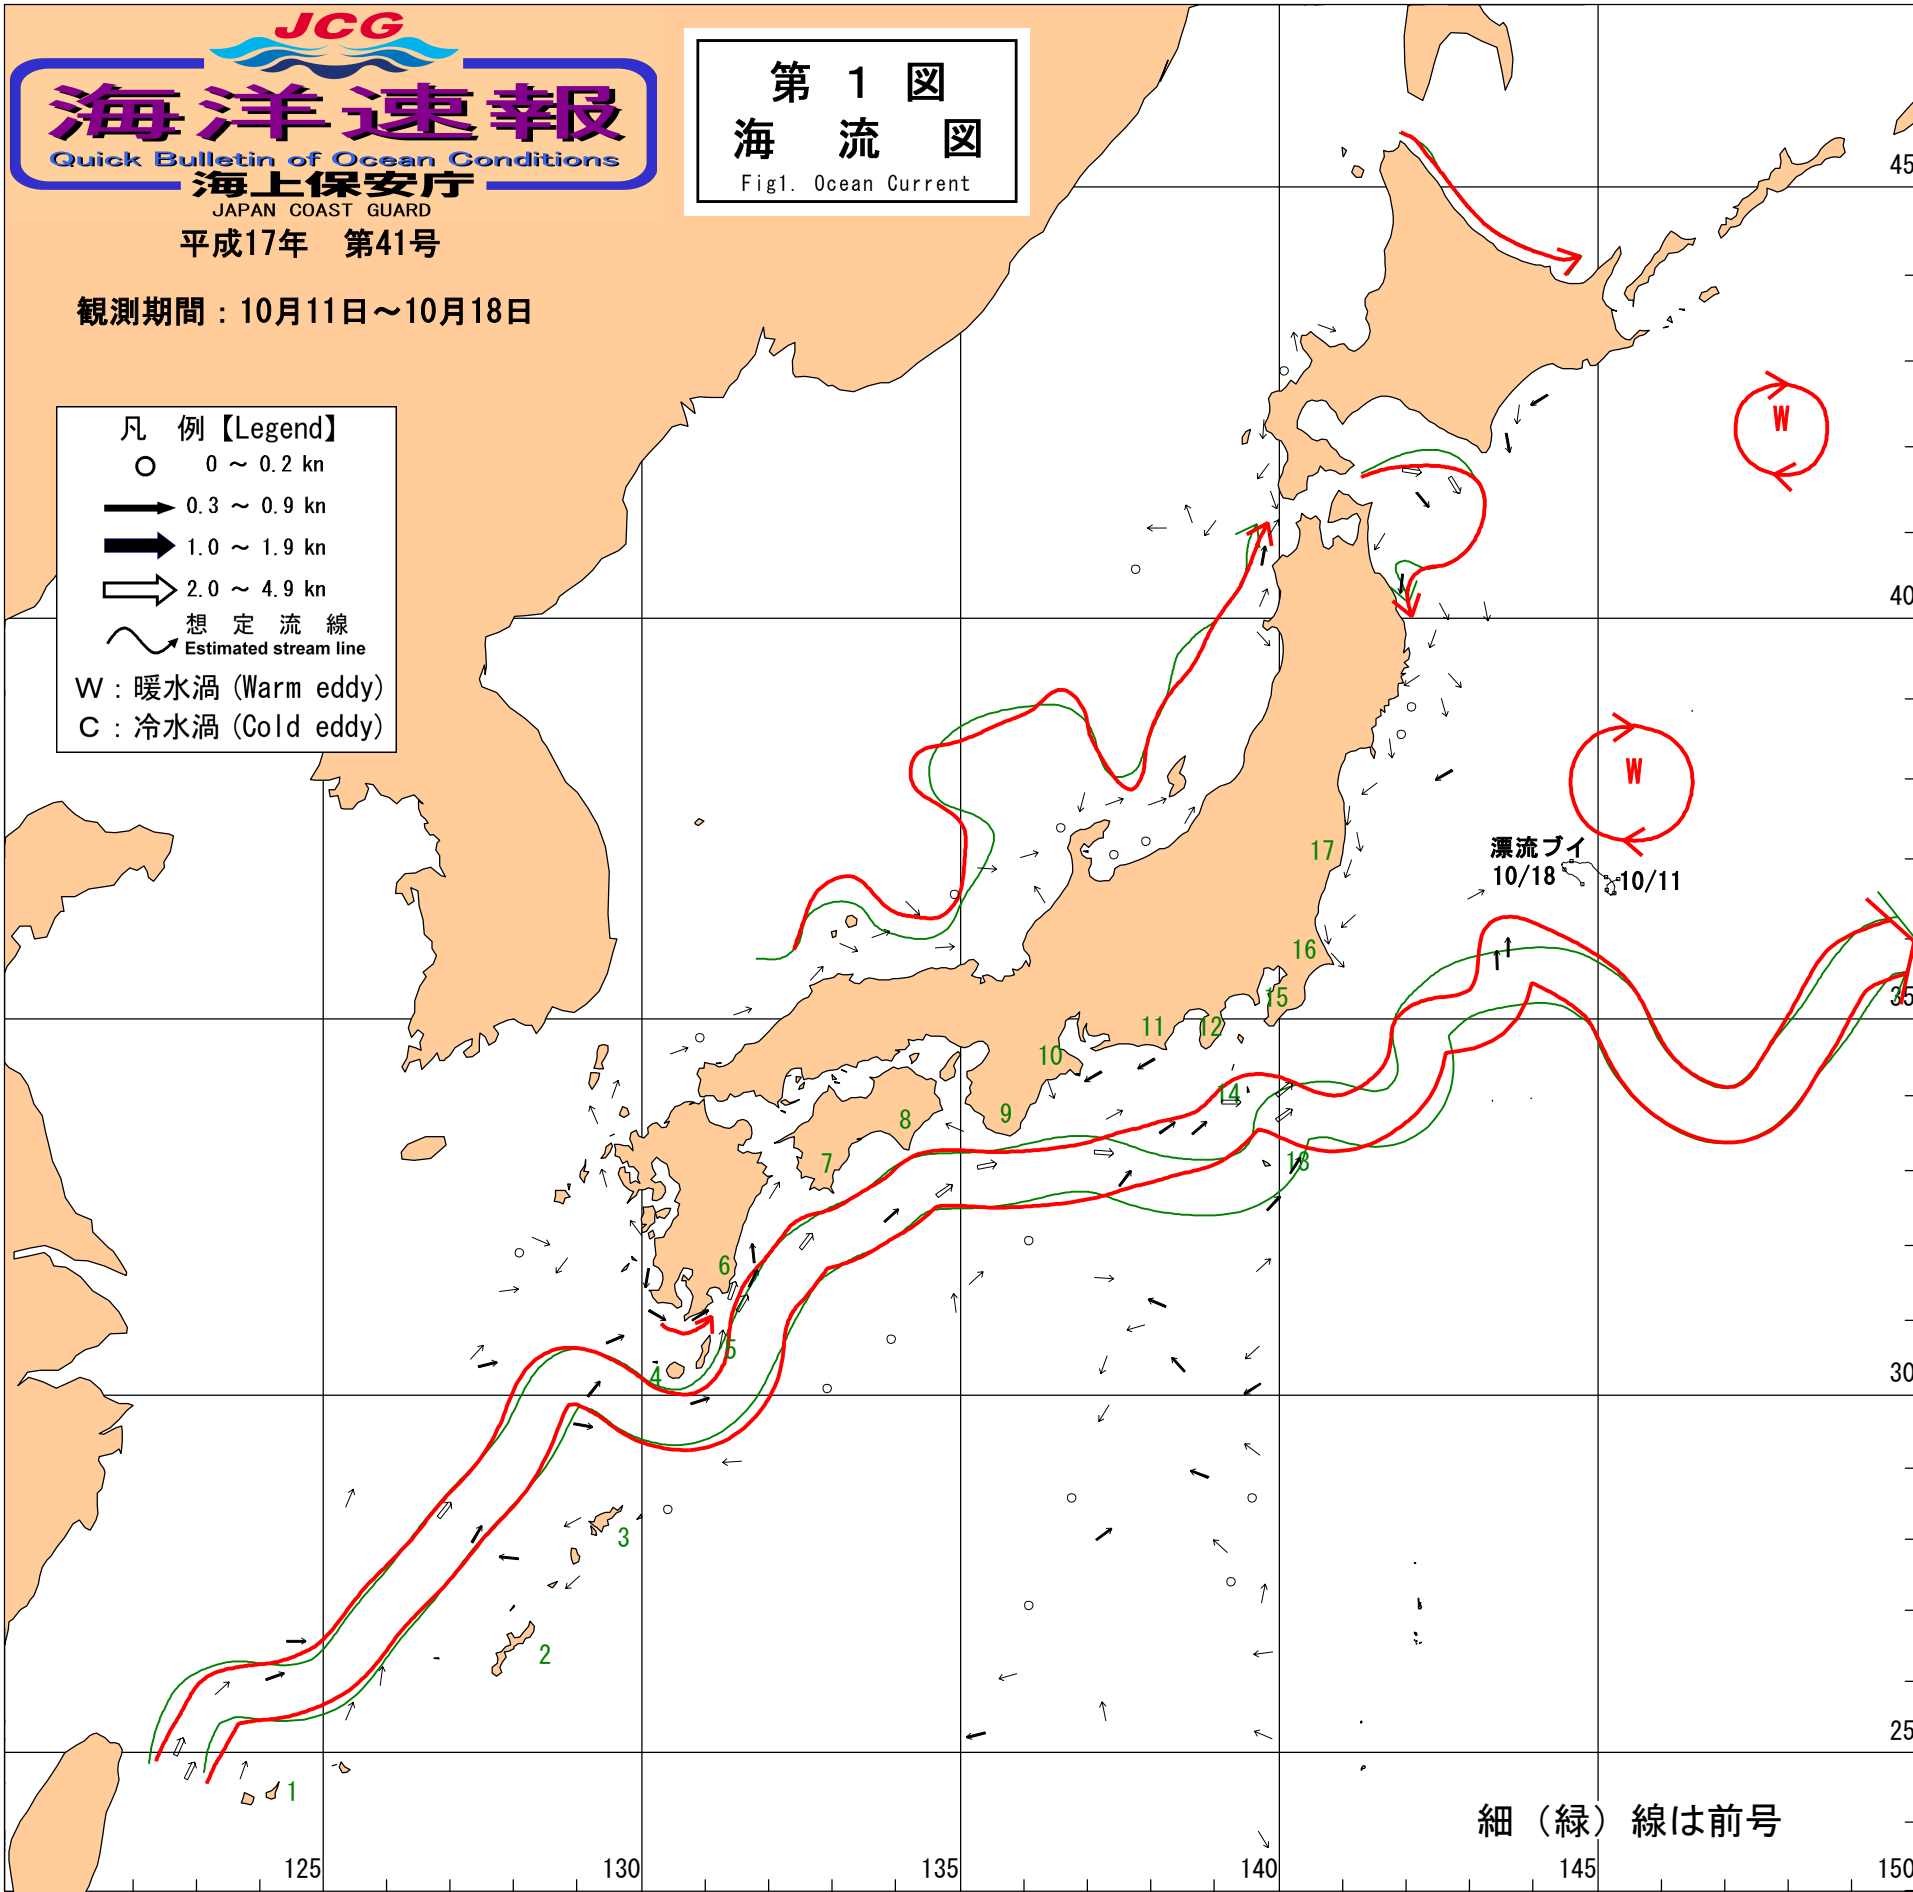 JCG
海洋速報
Quick Bulletin of Ocean Conditions
海上保安庁
JAPAN COAST GUARD
平成17年 第41号
観測期間：10月11日～10月18日
第 1 図
海 流 図
Fig1. Ocean Current
凡 例【Legend】
0 ～ 0.2 kn
0.3 ～ 0.9 kn
1.0 ～ 1.9 kn
2.0 ～ 4.9 kn
想 定 流 線
Estimated stream line
W：暖水渦 (Warm eddy)
C：冷水渦 (Cold eddy)
45
W
40
W
17
漂流ブイ
10/18
10/11
16
15
35
11
12
10
14
9
8
7
13
6
5
4
30
3
2
25
1
細（緑）線は前号
125
130
135
140
145
150